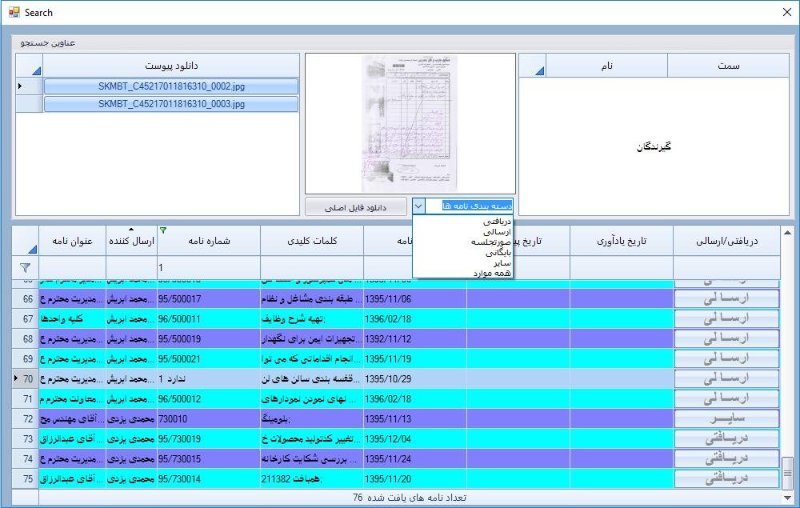 Search
عناوین جستجو
دانلود پیوست
SKMBT_C45217011816310_0002.jpg
SKMBT_C45217011816310_0003.jpg
دانلود فایل اصلی
دسته بندی نامه ها
دریافتی
ارسالی
صورتجلسه
بایگانی
سایر
همه موارد
نام سمت
گیرندگان
عنوان نامه ارسال کننده شماره نامه کلمات کلیدی نامه تاریخ تاریخ یادآوری دریافتی/ارسالی
1
66 مدیریت محترم ع... محمد ابریش... 95/500017 طبقه بندی مشاغل و نظام... 1395/11/06 ارسالی
67 کلیه واحدها محمد ابریش... 96/500011 تهیه شرح وظایف; 1396/02/18 ارسالی
68 مدیریت محترم ع... محمد ابریش... 95/500019 تجهیزات ایمن برای نگهدار... 1392/11/12 ارسالی
69 مدیریت محترم ع... محمد ابریش... 95/500021 انجام اقداماتی که می توا... 1395/11/19 ارسالی
70 مدیریت محترم ع... محمد ابریش... ندارد 1 قفسه بندی سالن های لن... 1395/10/29 ارسالی
71 معاونت محترم م... محمد ابریش... 96/500012 نهای نمودن نمودارهای... 1396/02/18 ارسالی
72 آقای مهندس مح... محمدی یزدی 730010 بلومینگ; 1395/11/13 سایر
73 آقای عبدالرزاق... محمدی یزدی 95/730019 تغییر کدتولید محصولات خ... 1395/12/04 دریافتی
74 آقای عبدالرزاق... محمدی یزدی 95/730015 بررسی شکایت کارخانه... 1395/11/24 دریافتی
75 آقای عبدالرزاق... محمدی یزدی 95/730014 همبافت 211382; 1395/11/20 دریافتی
تعداد نامه های یافت شده 76